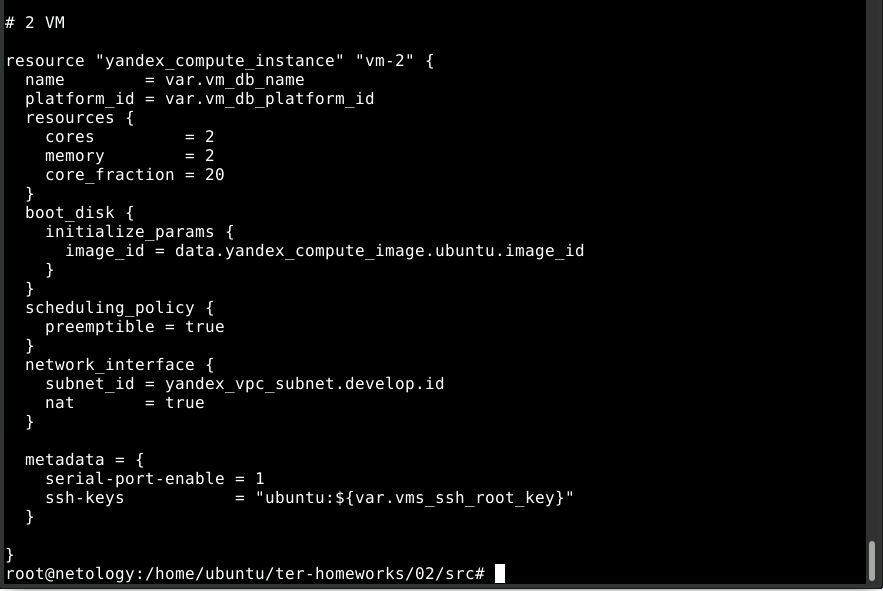 # 2 VM

resource "yandex_compute_instance" "vm-2" {
  name        = var.vm_db_name
  platform_id = var.vm_db_platform_id
  resources {
    cores         = 2
    memory        = 2
    core_fraction = 20
  }
  boot_disk {
    initialize_params {
      image_id = data.yandex_compute_image.ubuntu.image_id
    }
  }
  scheduling_policy {
    preemptible = true
  }
  network_interface {
    subnet_id = yandex_vpc_subnet.develop.id
    nat       = true
  }

  metadata = {
    serial-port-enable = 1
    ssh-keys           = "ubuntu:${var.vms_ssh_root_key}"
  }

}
root@netology:/home/ubuntu/ter-homeworks/02/src#